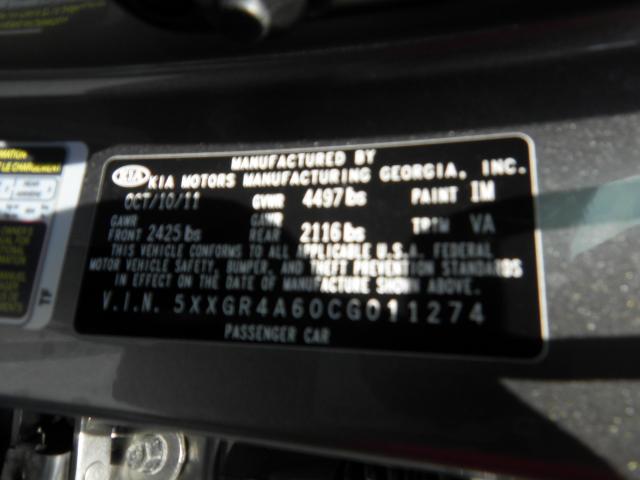 MANUFACTURED BY
KIA KIA MOTORS MANUFACTURING GEORGIA, INC.
OCT/10/11 GVWR 4497lbs PAINT IM
GAWR FRONT 2425lbs GAWR REAR 2116lbs TRIM VA
THIS VEHICLE CONFORMS TO ALL APPLICABLE U.S.A. FEDERAL
MOTOR VEHICLE SAFETY, BUMPER, AND THEFT PREVENTION STANDARDS
IN EFFECT ON THE DATE OF MANUFACTURE SHOWN ABOVE.
V.I.N. 5XXGR4A60CG011274
PASSENGER CAR